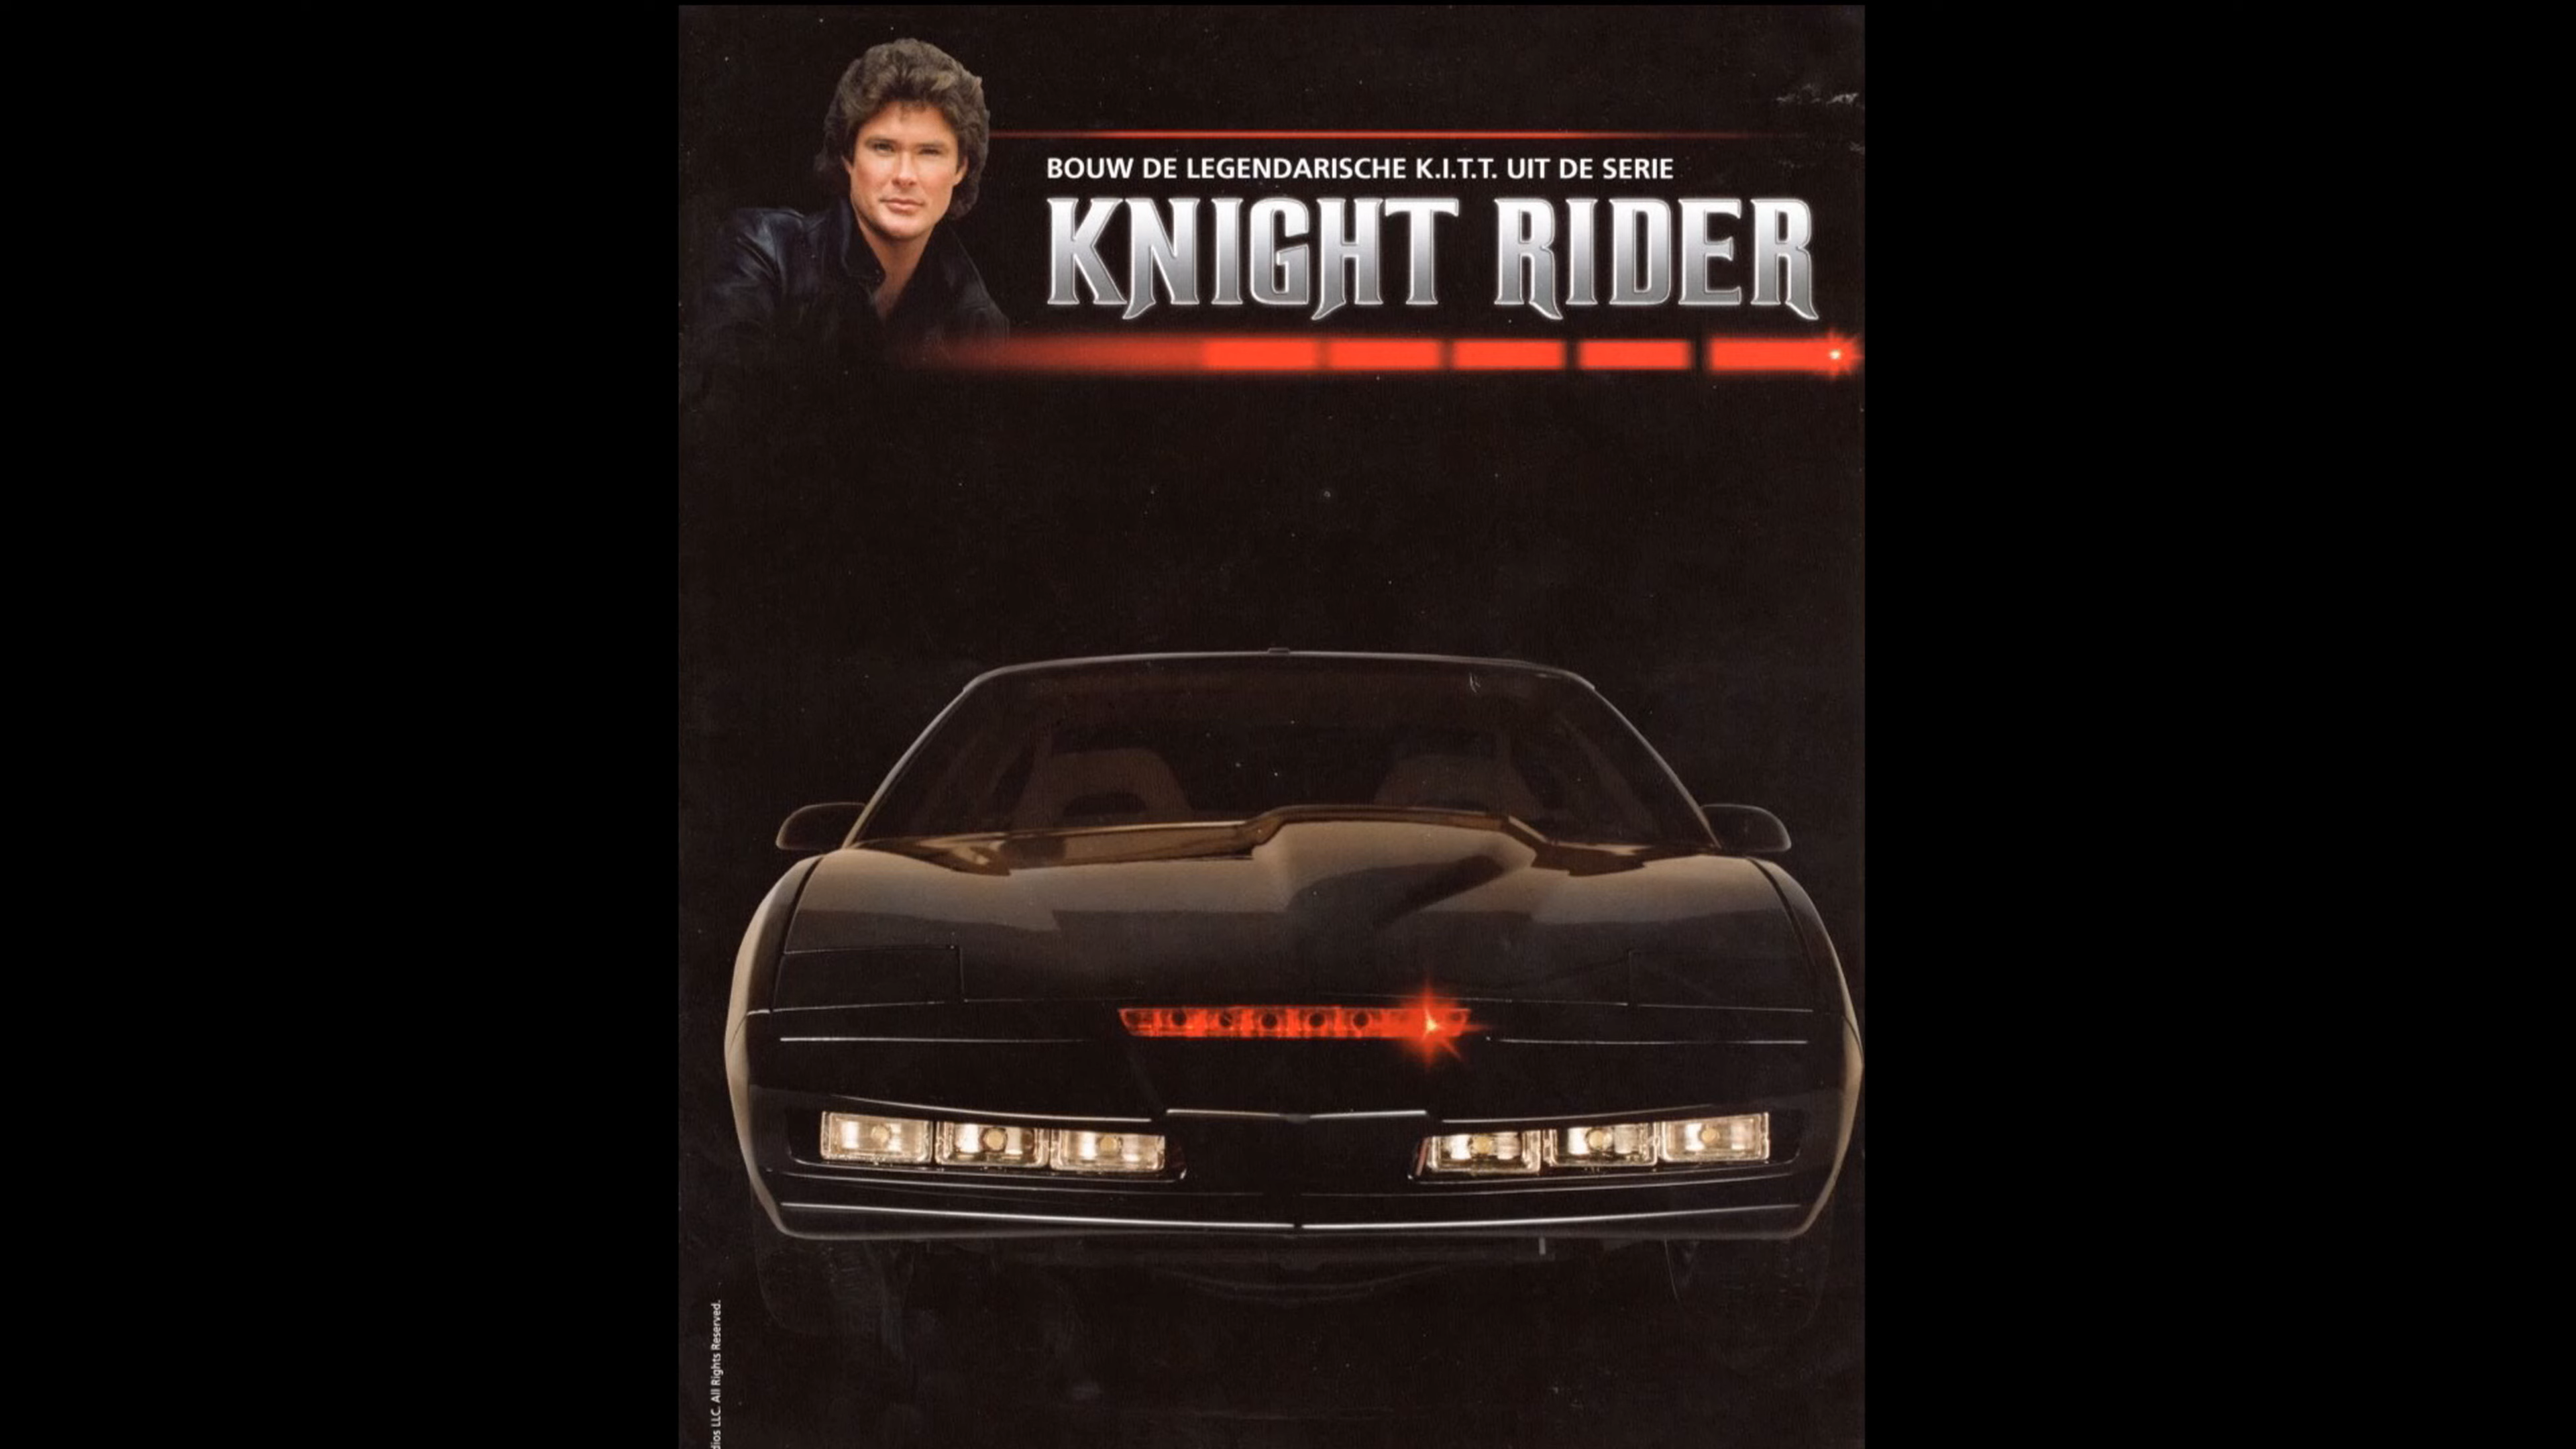 BOUW DE LEGENDARISCHE K.I.T.T. UIT DE SERIE
KNIGHT RIDER
LLC. All Rights Reserved.